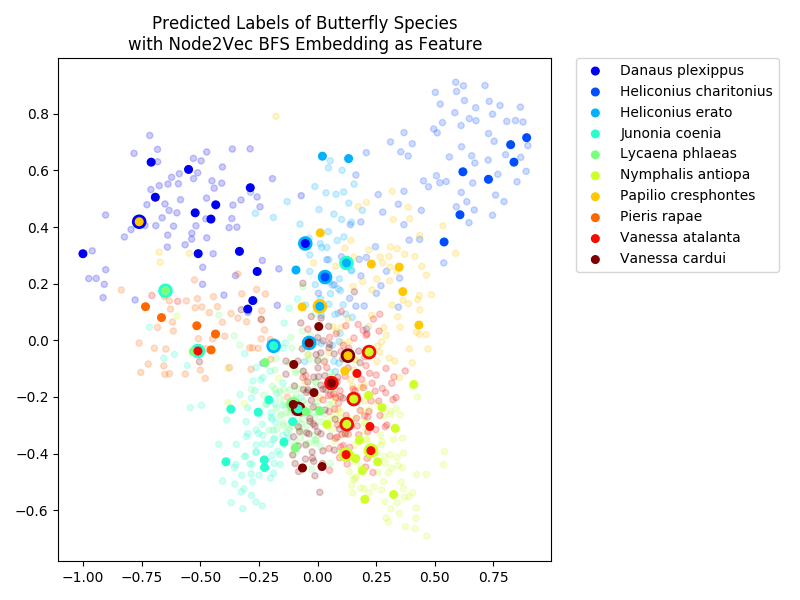 Predicted Labels of Butterfly Species
with Node2Vec BFS Embedding as Feature
Danaus plexippus
Heliconius charitonius
Heliconius erato
Junonia coenia
Lycaena phlaeas
Nymphalis antiopa
Papilio cresphontes
Pieris rapae
Vanessa atalanta
Vanessa cardui
0.8
0.6
0.4
0.2
0.0
−0.2
−0.4
−0.6
−1.00 −0.75 −0.50 −0.25 0.00 0.25 0.50 0.75